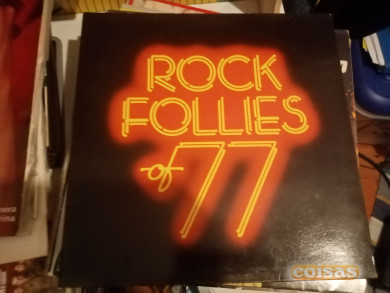 ROCK
FOLLIES
of 77
coisas